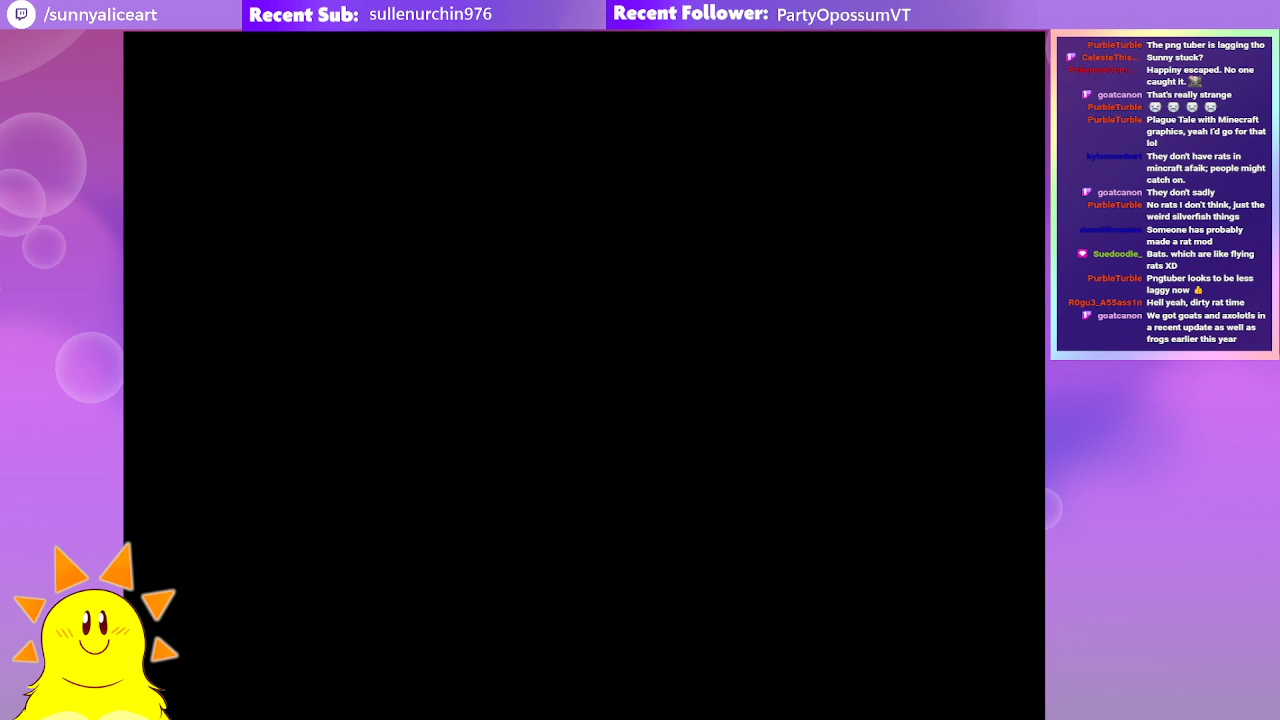 /sunnyaliceart
Recent Sub: sullenurchin976
Recent Follower: PartyOpossumVT
PurbleTurble The png tuber is lagging tho
CelesteThis.. Sunny stuck?
Happiny escaped. No one
caught it.
goatcanon That's really strange
PurbleTurble
PurbleTurble Plague Tale with Minecraft
graphics, yeah I'd go for that
lol
They don't have rats in
mincraft afaik; people might
catch on.
goatcanon They don't sadly
PurbleTurble No rats I don't think, just the
weird silverfish things
Someone has probably
made a rat mod
Suedoodle_ Bats. which are like flying
rats XD
PurbleTurble Pngtuber looks to be less
laggy now
R0gu3_A55ass1n Hell yeah, dirty rat time
goatcanon We got goats and axolotls in
a recent update as well as
frogs earlier this year